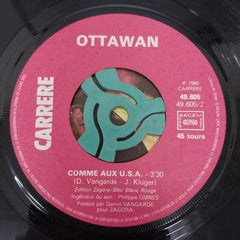 OTTAWAN
CARRERE
P. 1980
CARRERE
49.605
49.605/2
SACEM
45 tours
COMME AUX U.S.A. - 3'30
(D. Vangarde - J. Kluger)
Edition Zagora/Bleu Blanc Rouge
Ingénieur du son : Philippe OMNES
Produit par Daniel VANGARDE
pour ZAGORA